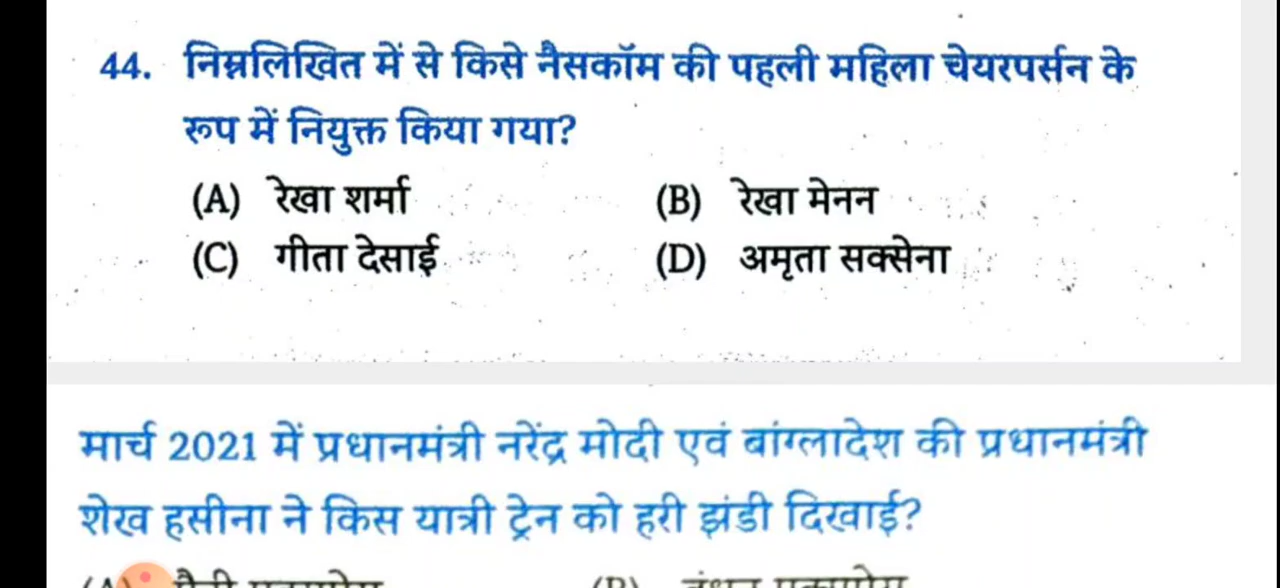 44. निम्नलिखित में से किसे नैसकॉम की पहली महिला चेयरपर्सन के
रूप में नियुक्त किया गया?
(A) रेखा शर्मा (B) रेखा मेनन
(C) गीता देसाई (D) अमृता सक्सेना
मार्च 2021 में प्रधानमंत्री नरेंद्र मोदी एवं बांग्लादेश की प्रधानमंत्री
शेख हसीना ने किस यात्री ट्रेन को हरी झंडी दिखाई?